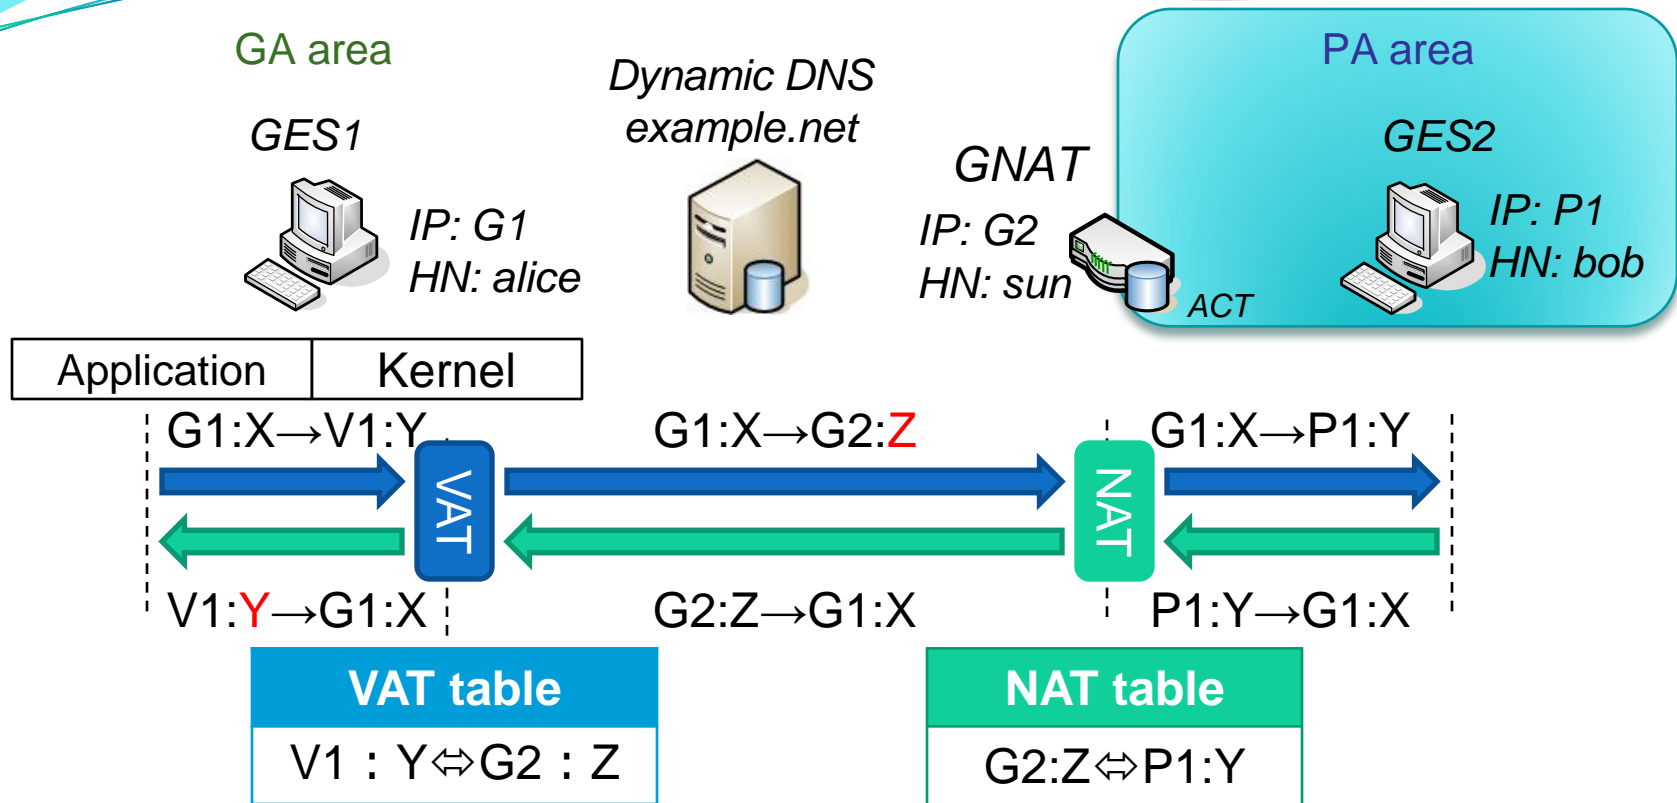 GA area
PA area
Dynamic DNS
example.net
GES1
GNAT
GES2
IP: G1
HN: alice
IP: G2
HN: sun
ACT
IP: P1
HN: bob
Application
Kernel
G1:X→V1:Y
G1:X→G2:Z
G1:X→P1:Y
VAT
NAT
V1:Y→G1:X
G2:Z→G1:X
P1:Y→G1:X
VAT table
V1：Y⇔G2：Z
NAT table
G2:Z⇔P1:Y